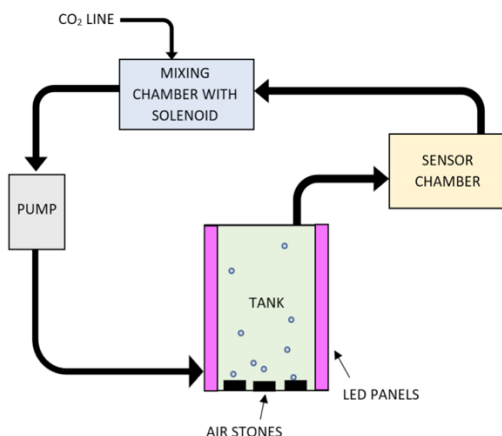 CO₂ LINE
MIXING
CHAMBER WITH
SOLENOID
SENSOR
CHAMBER
PUMP
TANK
LED PANELS
AIR STONES